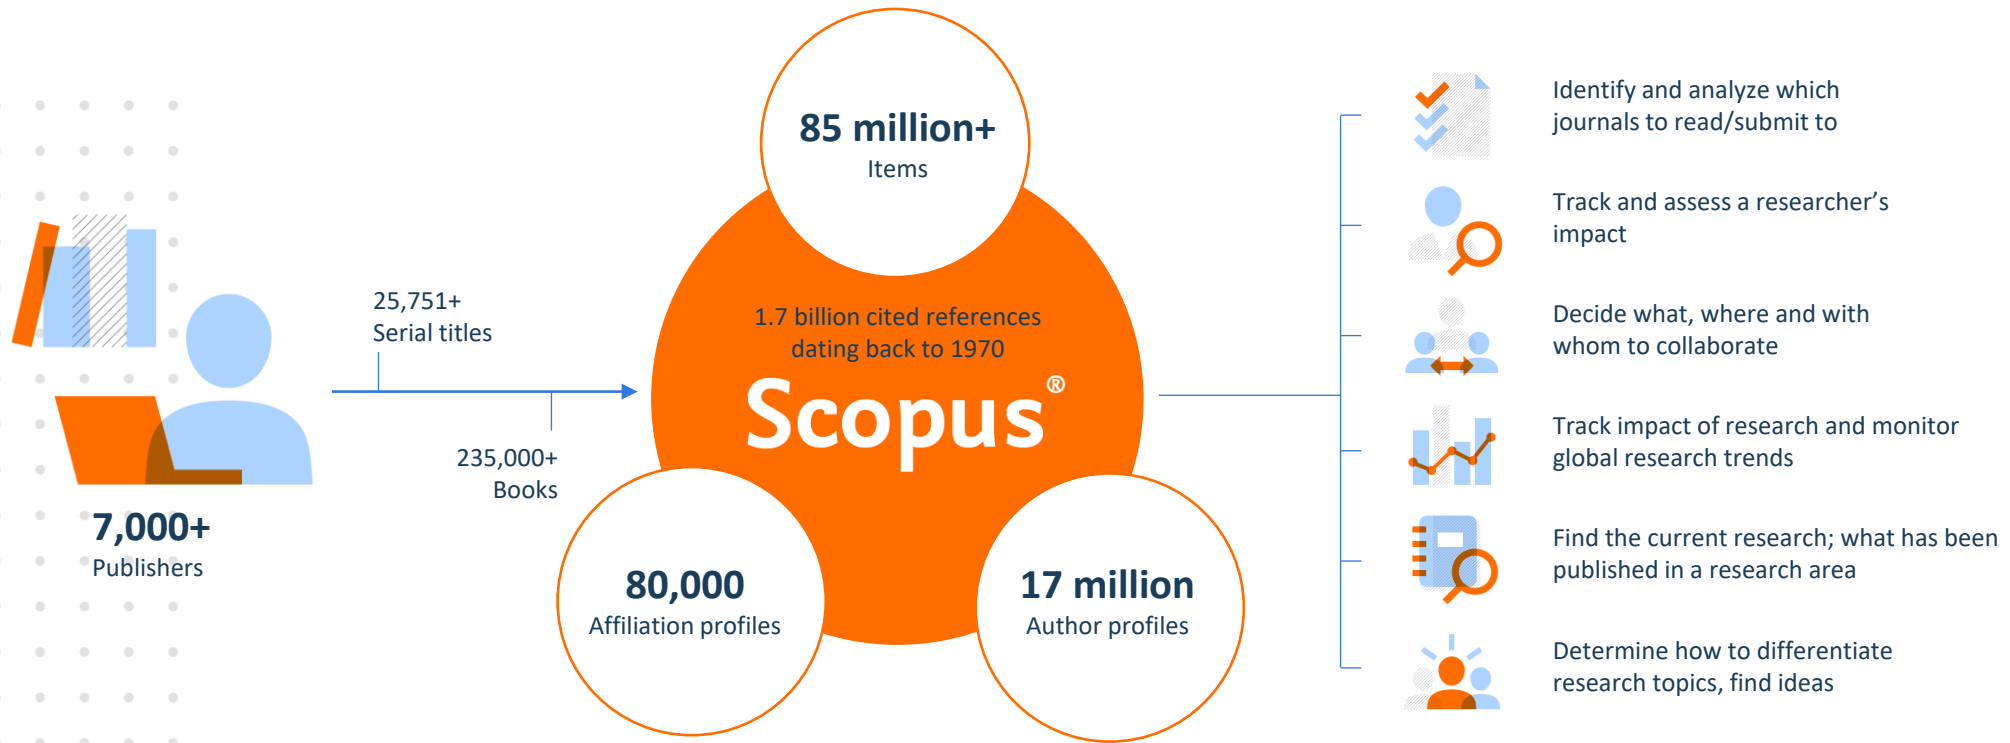 7,000+
Publishers
25,751+
Serial titles
235,000+
Books
85 million+
Items
1.7 billion cited references
dating back to 1970
Scopus®
80,000
Affiliation profiles
17 million
Author profiles
Identify and analyze which
journals to read/submit to
Track and assess a researcher’s
impact
Decide what, where and with
whom to collaborate
Track impact of research and monitor
global research trends
Find the current research; what has been
published in a research area
Determine how to differentiate
research topics, find ideas